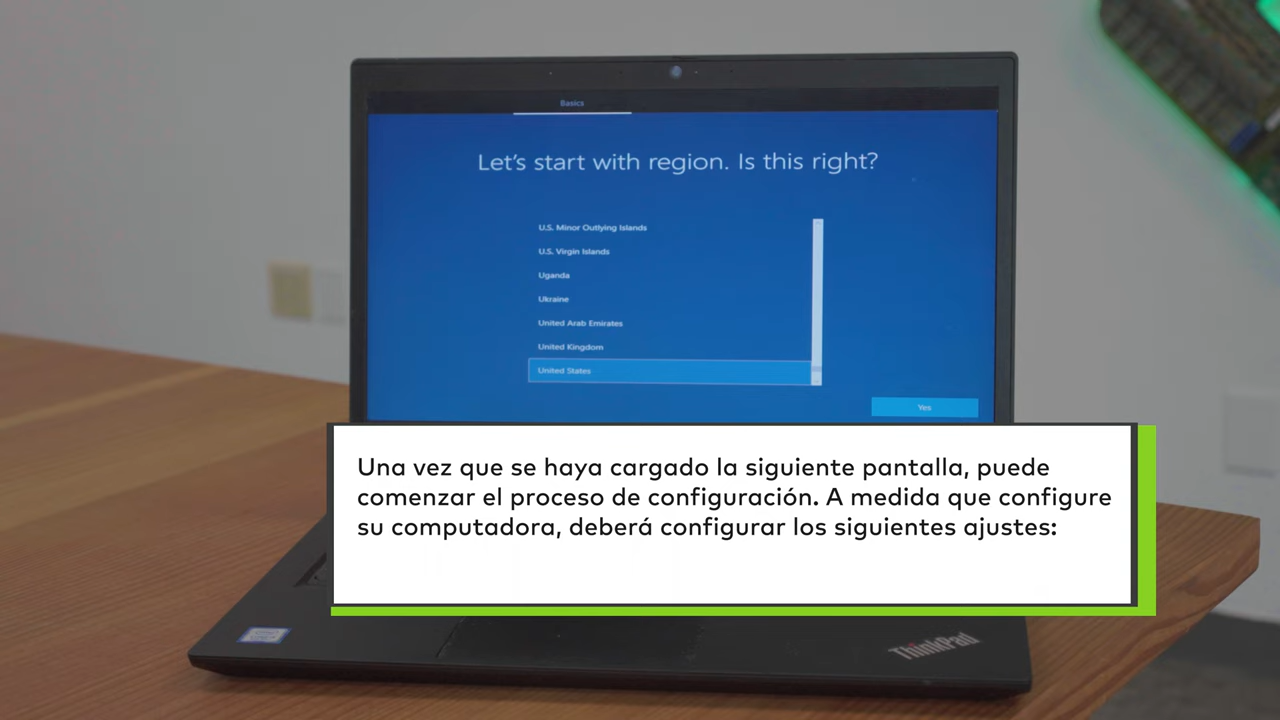 Basics
Let's start with region. Is this right?
U.S. Minor Outlying Islands
U.S. Virgin Islands
Uganda
Ukraine
United Arab Emirates
United Kingdom
United States
Yes
Una vez que se haya cargado la siguiente pantalla, puede
comenzar el proceso de configuración. A medida que configure
su computadora, deberá configurar los siguientes ajustes:
ThinkPad